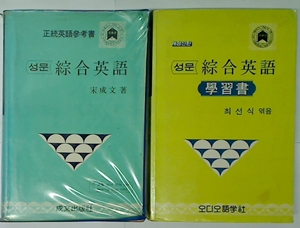 正統英語參考書
성문 綜合英語
宋成文 著
成文出版社
성문 綜合英語
學習書
최선식 엮음
오디오語学社